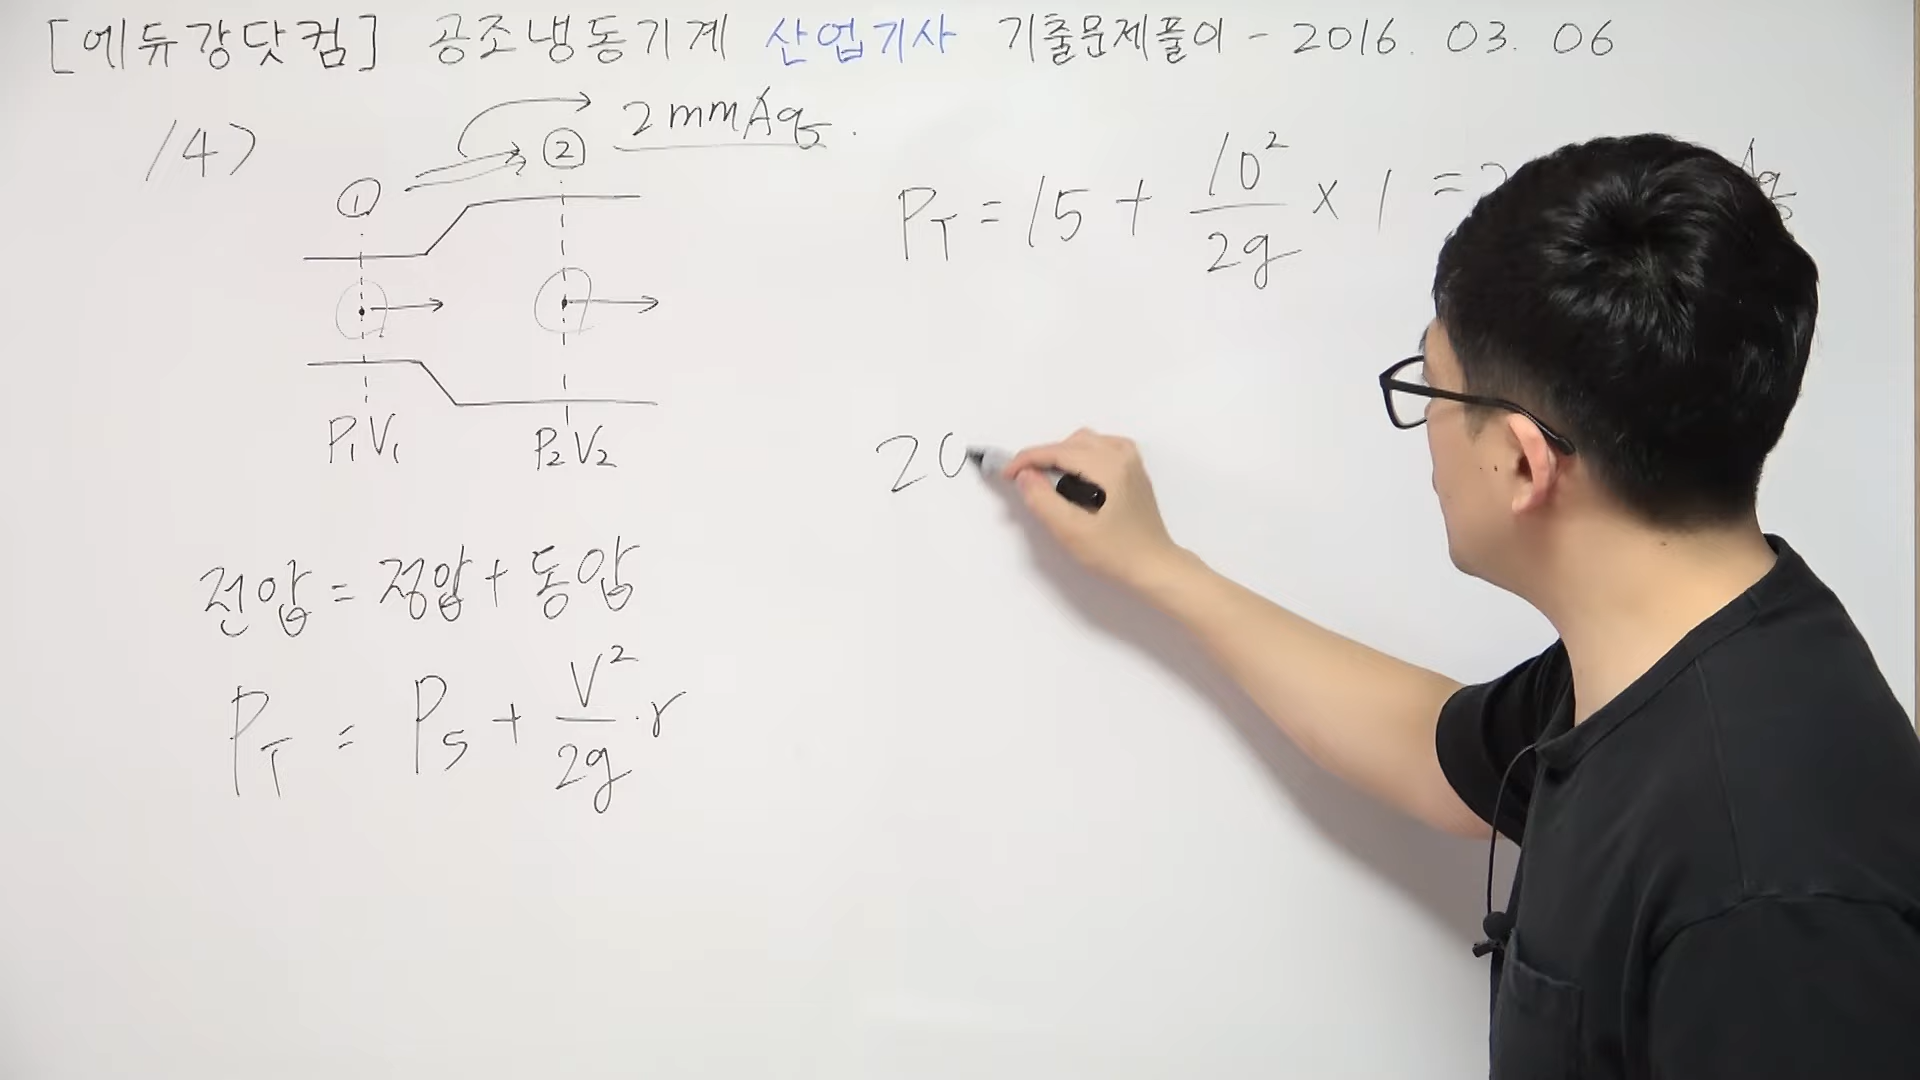 [에듀강닷컴] 공조냉동기계 산업기사 기출문제풀이 - 2016. 03. 06
14)
2mmAq.
①
②
P₁V₁
P₂V₂
전압 = 정압 + 동압
P_T = P_S + V²/2g · r
P_T = 15 + 10²/2g × 1 =
20